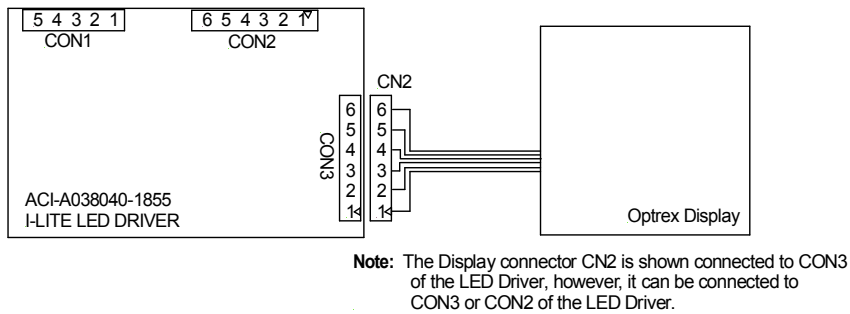 5 4 3 2 1
CON1
6 5 4 3 2 1
CON2
CN2
CON3
6
5
4
3
2
1
6
5
4
3
2
1
ACI-A038040-1855
I-LITE LED DRIVER
Optrex Display
Note: The Display connector CN2 is shown connected to CON3
of the LED Driver, however, it can be connected to
CON3 or CON2 of the LED Driver.